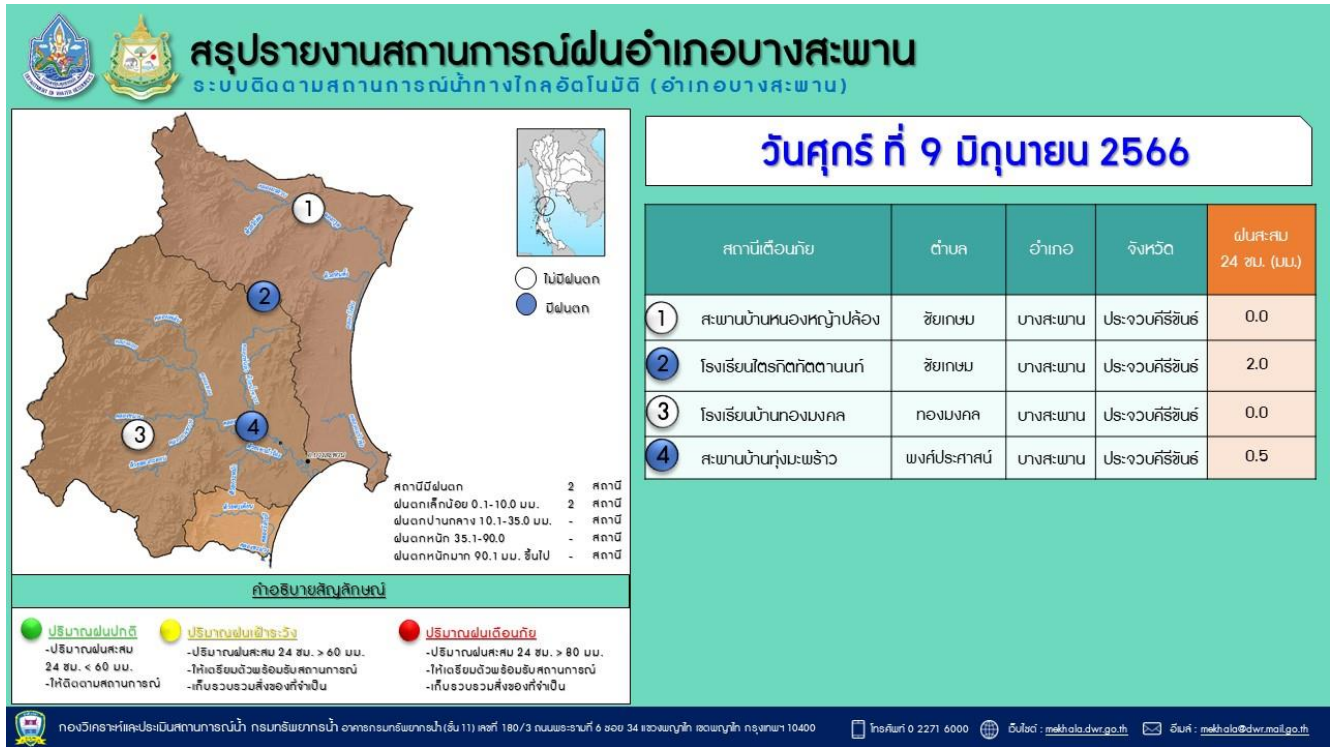 สรุปรายงานสถานการณ์ฝนอำเภอบางสะพาน
ระบบติดตามสถานการณ์น้ำทางไกลอัตโนมัติ (อำเภอบางสะพาน)
วันศุกร์ ที่ 9 มิถุนายน 2566
1
2
3
4
ไม่มีฝนตก
มีฝนตก
สถานีมีฝนตก 2 สถานี
ฝนตกเล็กน้อย 0.1-10.0 มม. 2 สถานี
ฝนตกปานกลาง 10.1-35.0 มม. - สถานี
ฝนตกหนัก 35.1-90.0 - สถานี
ฝนตกหนักมาก 90.1 มม. ขึ้นไป - สถานี
สถานีเตือนภัย ตำบล อำเภอ จังหวัด ฝนสะสม 24 ชม. (มม.)
1 สะพานบ้านหนองหญ้าปล้อง ชัยเกษม บางสะพาน ประจวบคีรีขันธ์ 0.0
2 โรงเรียนไตรกิตทัตตานนท์ ชัยเกษม บางสะพาน ประจวบคีรีขันธ์ 2.0
3 โรงเรียนบ้านทองมงคล ทองมงคล บางสะพาน ประจวบคีรีขันธ์ 0.0
4 สะพานบ้านทุ่งมะพร้าว พงศ์ประศาสน์ บางสะพาน ประจวบคีรีขันธ์ 0.5
คำอธิบายสัญลักษณ์
ปริมาณฝนปกติ
-ปริมาณฝนสะสม
24 ชม. < 60 มม.
-ให้ติดตามสถานการณ์
ปริมาณฝนเฝ้าระวัง
-ปริมาณฝนสะสม 24 ชม. > 60 มม.
-ให้เตรียมตัวพร้อมรับสถานการณ์
-เก็บรวบรวมสิ่งของที่จำเป็น
ปริมาณฝนเตือนภัย
-ปริมาณฝนสะสม 24 ชม. > 80 มม.
-ให้เตรียมตัวพร้อมรับสถานการณ์
-เก็บรวบรวมสิ่งของที่จำเป็น
กองวิเคราะห์และประเมินสถานการณ์น้ำ กรมทรัพยากรน้ำ อาคารกรมทรัพยากรน้ำ (ชั้น 11) เลขที่ 180/3 ถนนพระรามที่ 6 ซอย 34 แขวงพญาไท เขตพญาไท กรุงเทพฯ 10400 โทรศัพท์ 0 2271 6000 เว็บไซต์ : mekhala.dwr.go.th อีเมล์ : mekhala@dwr.mail.go.th